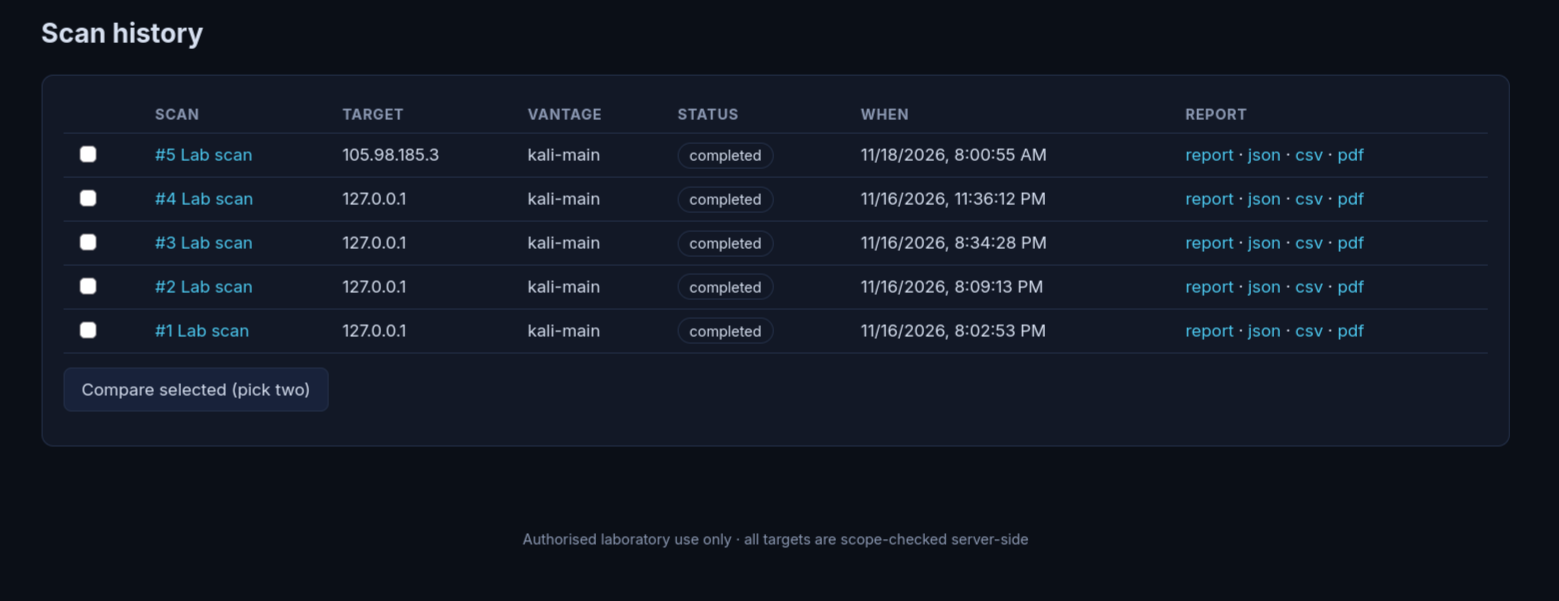 Scan history
SCAN TARGET VANTAGE STATUS WHEN REPORT
#5 Lab scan 105.98.185.3 kali-main completed 11/18/2026, 8:00:55 AM report · json · csv · pdf
#4 Lab scan 127.0.0.1 kali-main completed 11/16/2026, 11:36:12 PM report · json · csv · pdf
#3 Lab scan 127.0.0.1 kali-main completed 11/16/2026, 8:34:28 PM report · json · csv · pdf
#2 Lab scan 127.0.0.1 kali-main completed 11/16/2026, 8:09:13 PM report · json · csv · pdf
#1 Lab scan 127.0.0.1 kali-main completed 11/16/2026, 8:02:53 PM report · json · csv · pdf
Compare selected (pick two)
Authorised laboratory use only · all targets are scope-checked server-side